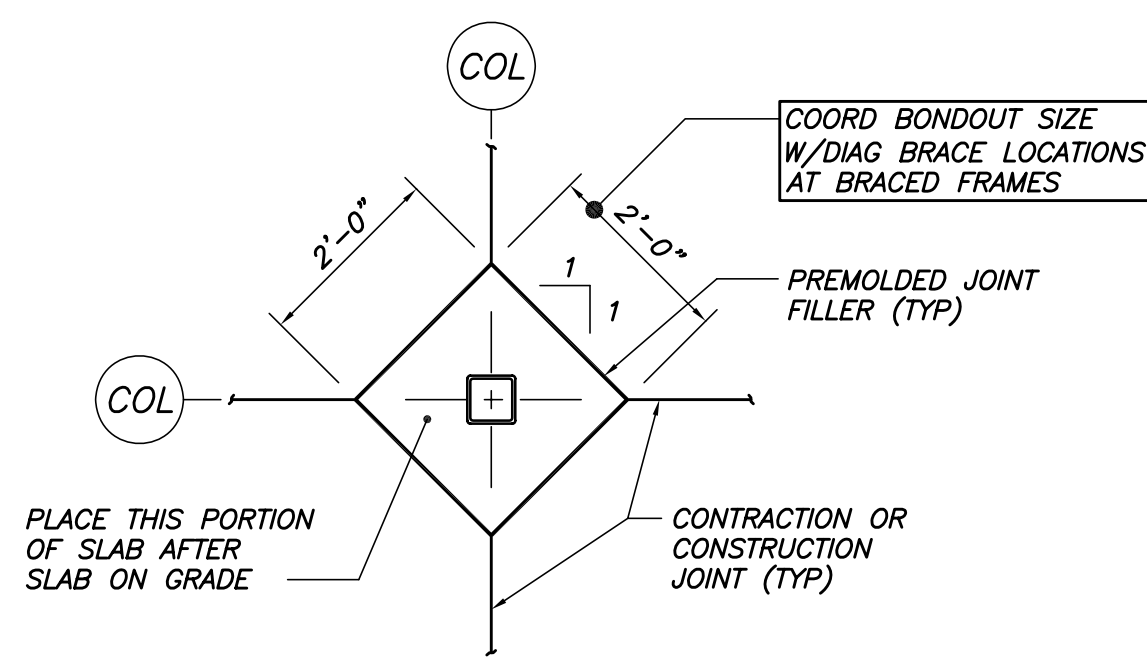 COL
COORD BONDOUT SIZE
W/DIAG BRACE LOCATIONS
AT BRACED FRAMES
2'-0"
2'-0"
1
1
PREMOLDED JOINT
FILLER (TYP)
COL
PLACE THIS PORTION
OF SLAB AFTER
SLAB ON GRADE
CONTRACTION OR
CONSTRUCTION
JOINT (TYP)